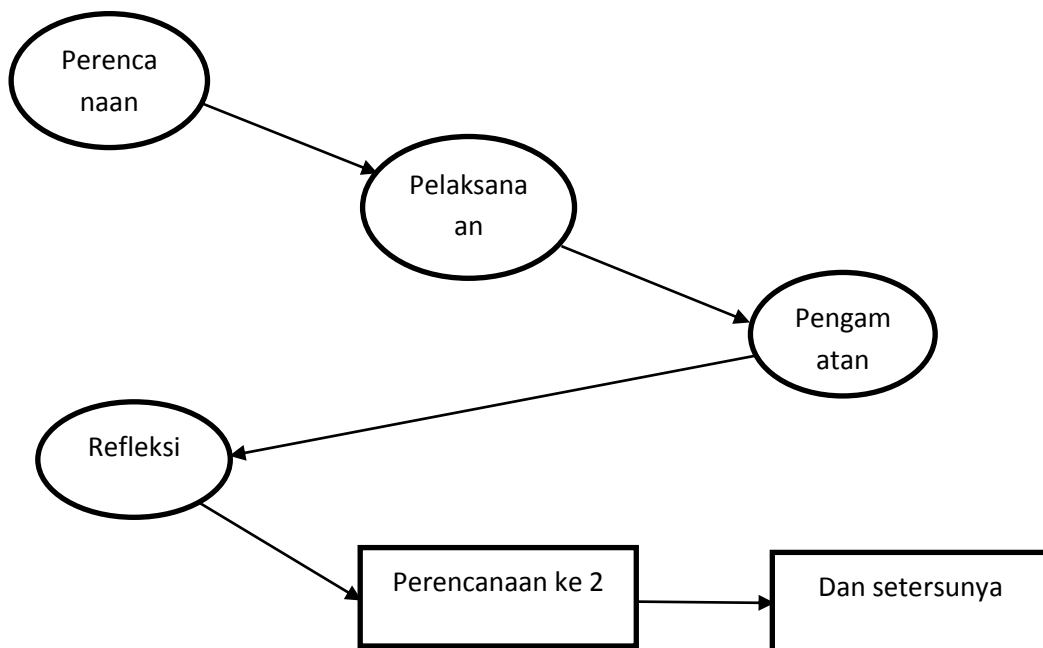 Perenca
naan
Pelaksana
an
Pengam
atan
Refleksi
Perencanaan ke 2
Dan setersunya